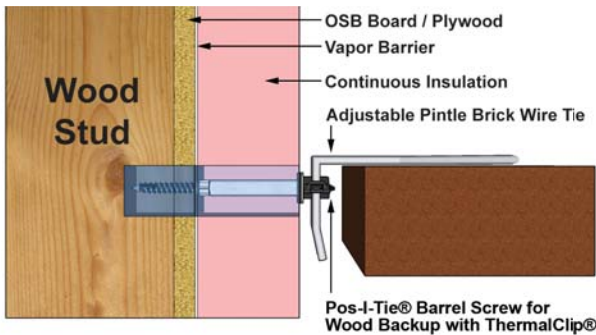 OSB Board / Plywood
Vapor Barrier
Continuous Insulation
Wood
Stud
Adjustable Pintle Brick Wire Tie
Pos-I-Tie® Barrel Screw for
Wood Backup with ThermalClip®